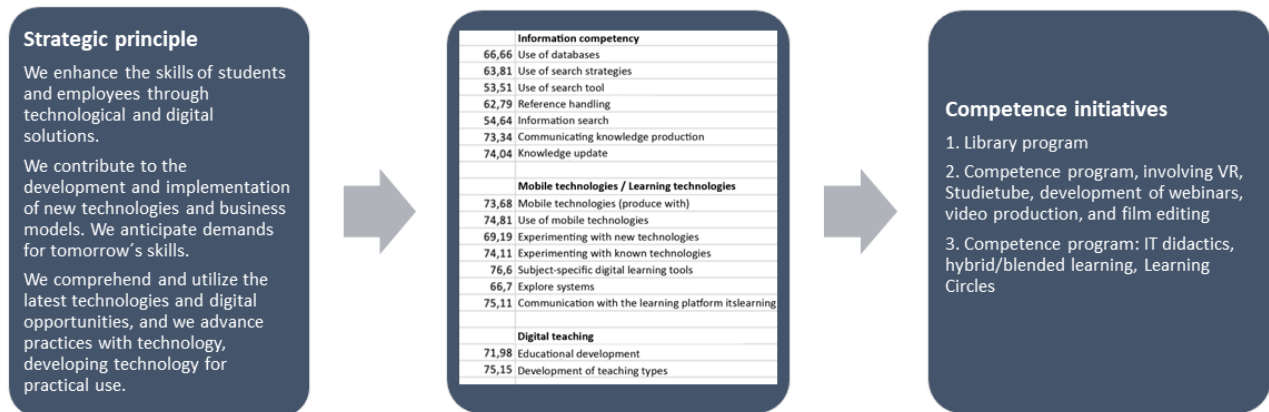 Strategic principle
We enhance the skills of students
and employees through
technological and digital
solutions.
We contribute to the
development and implementation
of new technologies and business
models. We anticipate demands
for tomorrow´s skills.
We comprehend and utilize the
latest technologies and digital
opportunities, and we advance
practices with technology,
developing technology for
practical use.
Information competency
66,66 Use of databases
63,81 Use of search strategies
53,51 Use of search tool
62,79 Reference handling
54,64 Information search
73,34 Communicating knowledge production
74,04 Knowledge update
Mobile technologies / Learning technologies
73,68 Mobile technologies (produce with)
74,81 Use of mobile technologies
69,19 Experimenting with new technologies
74,11 Experimenting with known technologies
76,6 Subject-specific digital learning tools
66,7 Explore systems
75,11 Communication with the learning platform itslearning
Digital teaching
71,98 Educational development
75,15 Development of teaching types
Competence initiatives
1. Library program
2. Competence program, involving VR,
Studietube, development of webinars,
video production, and film editing
3. Competence program: IT didactics,
hybrid/blended learning, Learning
Circles